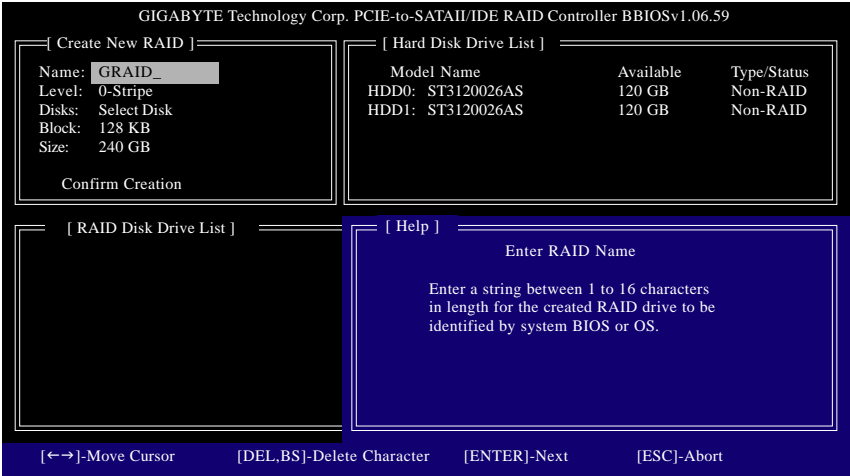 GIGABYTE Technology Corp. PCIE-to-SATAII/IDE RAID Controller BBIOSv1.06.59
[ Create New RAID ]
Name: GRAID_
Level: 0-Stripe
Disks: Select Disk
Block: 128 KB
Size: 240 GB
Confirm Creation
[ Hard Disk Drive List ]
Model Name Available Type/Status
HDD0: ST3120026AS 120 GB Non-RAID
HDD1: ST3120026AS 120 GB Non-RAID
[ RAID Disk Drive List ]
[ Help ]
Enter RAID Name
Enter a string between 1 to 16 characters
in length for the created RAID drive to be
identified by system BIOS or OS.
[←→]-Move Cursor [DEL,BS]-Delete Character [ENTER]-Next [ESC]-Abort